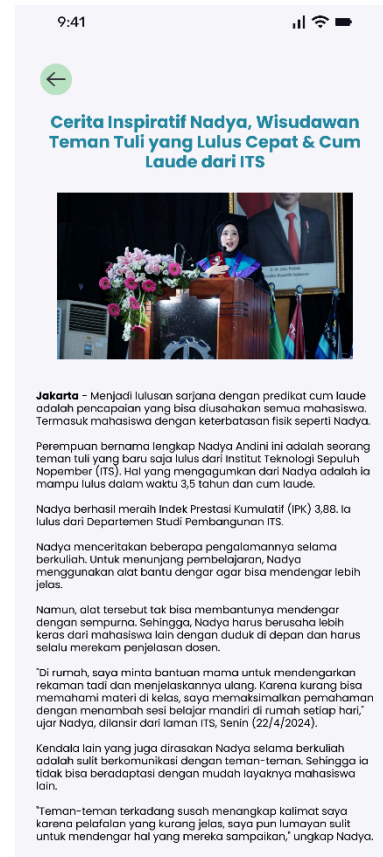 9:41
Cerita Inspiratif Nadya, Wisudawan
Teman Tuli yang Lulus Cepat & Cum
Laude dari ITS
Jakarta - Menjadi lulusan sarjana dengan predikat cum laude
adalah pencapaian yang bisa diusahakan semua mahasiswa.
Termasuk mahasiswa dengan keterbatasan fisik seperti Nadya.
Perempuan bernama lengkap Nadya Andini ini adalah seorang
teman tuli yang baru saja lulus dari Institut Teknologi Sepuluh
Nopember (ITS). Hal yang mengagumkan dari Nadya adalah ia
mampu lulus dalam waktu 3,5 tahun dan cum laude.
Nadya berhasil meraih Indek Prestasi Kumulatif (IPK) 3,88. Ia
lulus dari Departemen Studi Pembangunan ITS.
Nadya menceritakan beberapa pengalamannya selama
berkuliah. Untuk menunjang pembelajaran, Nadya
menggunakan alat bantu dengar agar bisa mendengar lebih
jelas.
Namun, alat tersebut tak bisa membantunya mendengar
dengan sempurna. Sehingga, Nadya harus berusaha lebih
keras dari mahasiswa lain dengan duduk di depan dan harus
selalu merekam penjelasan dosen.
"Di rumah, saya minta bantuan mama untuk mendengarkan
rekaman tadi dan menjelaskannya ulang. Karena kurang bisa
memahami materi di kelas, saya memaksimalkan pemahaman
dengan menambah sesi belajar mandiri di rumah setiap hari,"
ujar Nadya, dilansir dari laman ITS, Senin (22/4/2024).
Kendala lain yang juga dirasakan Nadya selama berkuliah
adalah sulit berkomunikasi dengan teman-teman. Sehingga ia
tidak bisa beradaptasi dengan mudah layaknya mahasiswa
lain.
"Teman-teman terkadang susah menangkap kalimat saya
karena pelafalan yang kurang jelas, saya pun lumayan sulit
untuk mendengar hal yang mereka sampaikan," ungkap Nadya.